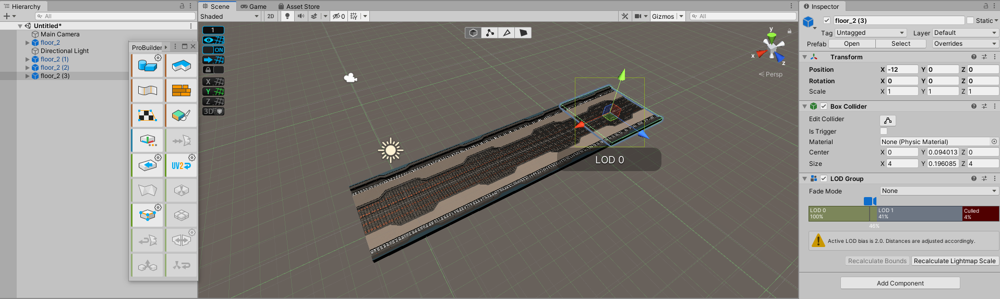 Hierarchy
All
Untitled*
Main Camera
floor_2
Directional Light
floor_2 (1)
floor_2 (2)
floor_2 (3)
ProBuilder
UV2
Scene
Game
Asset Store
Shaded
2D
0
Gizmos
All
1
ON
X
Y
Z
3D
y
x
z
Persp
LOD 0
Inspector
floor_2 (3)
Static
Tag Untagged Layer Default
Prefab Open Select Overrides
Transform
Position X -12 Y 0 Z 0
Rotation X 0 Y 0 Z 0
Scale X 1 Y 1 Z 1
Box Collider
Edit Collider
Is Trigger
Material None (Physic Material)
Center X 0 Y 0.094013 Z 0
Size X 4 Y 0.196085 Z 4
LOD Group
Fade Mode None
LOD 0 LOD 1 Culled
100% 41% 4%
46%
Active LOD bias is 2.0. Distances are adjusted accordingly.
Recalculate Bounds Recalculate Lightmap Scale
Add Component